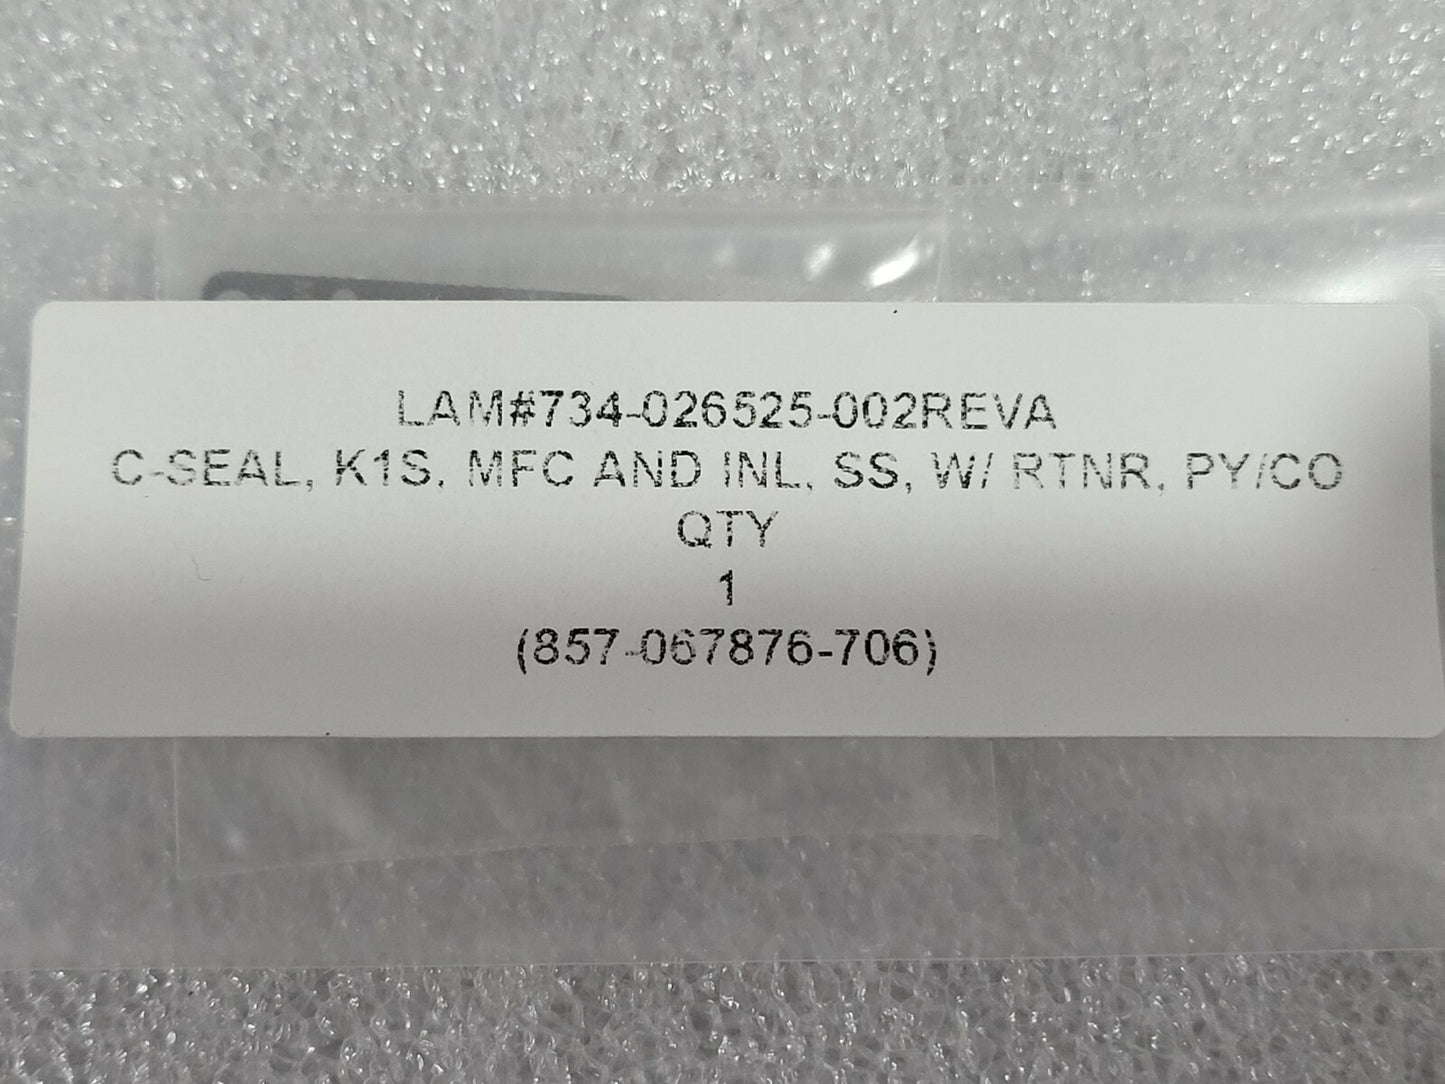 LAM#734-026525-002REVA
C-SEAL, K1S, MFC AND INL, SS, W/ RTNR, PY/CO
QTY
1
(857-067876-706)